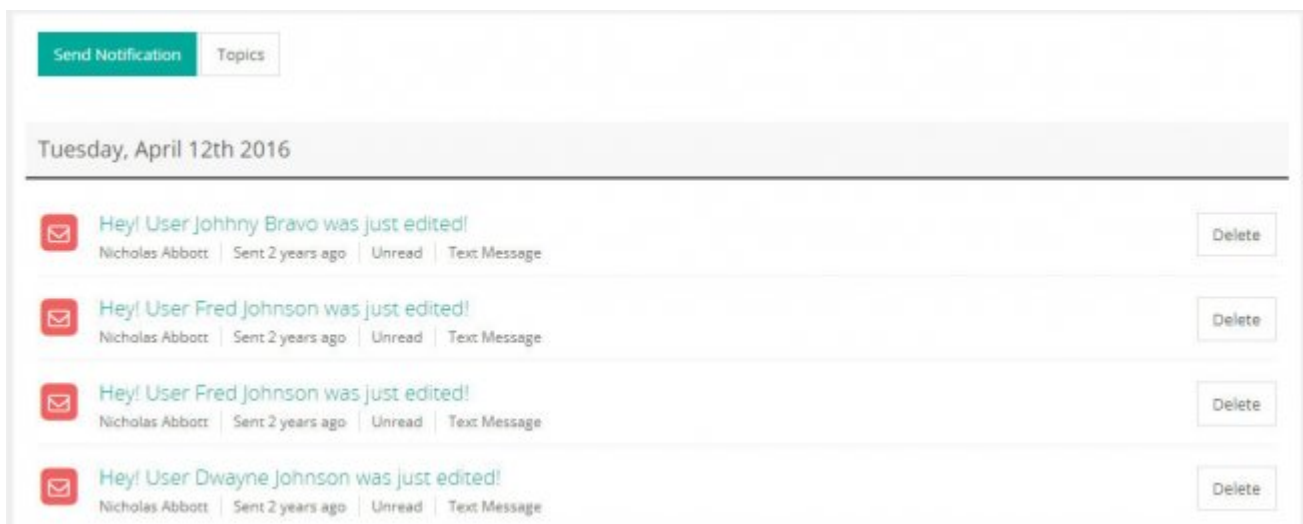 Send Notification Topics
Tuesday, April 12th 2016
Hey! User Johhny Bravo was just edited!
Delete
Nicholas Abbott Sent 2 years ago Unread Text Message
Hey! User Fred Johnson was just edited!
Delete
Nicholas Abbott Sent 2 years ago Unread Text Message
Hey! User Fred Johnson was just edited!
Delete
Nicholas Abbott Sent 2 years ago Unread Text Message
Hey! User Dwayne Johnson was just edited!
Delete
Nicholas Abbott Sent 2 years ago Unread Text Message